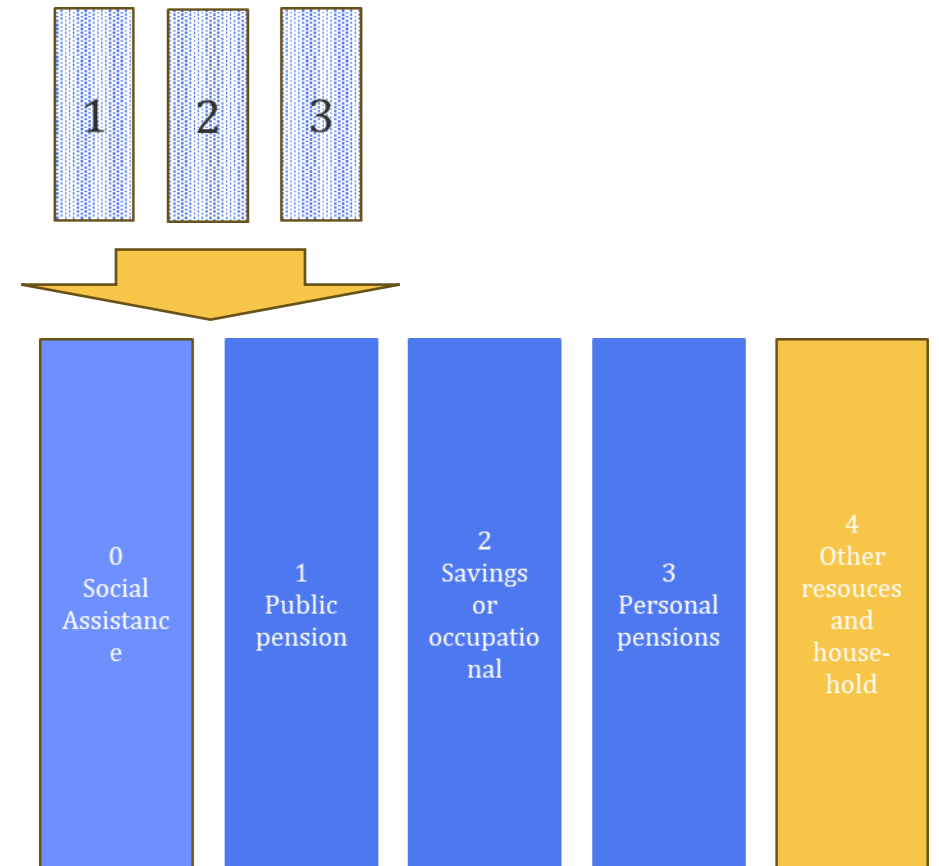 1
2
3
0
Social
Assistanc
e
1
Public
pension
2
Savings
or
occupatio
nal
3
Personal
pensions
4
Other
resouces
and
house-
hold